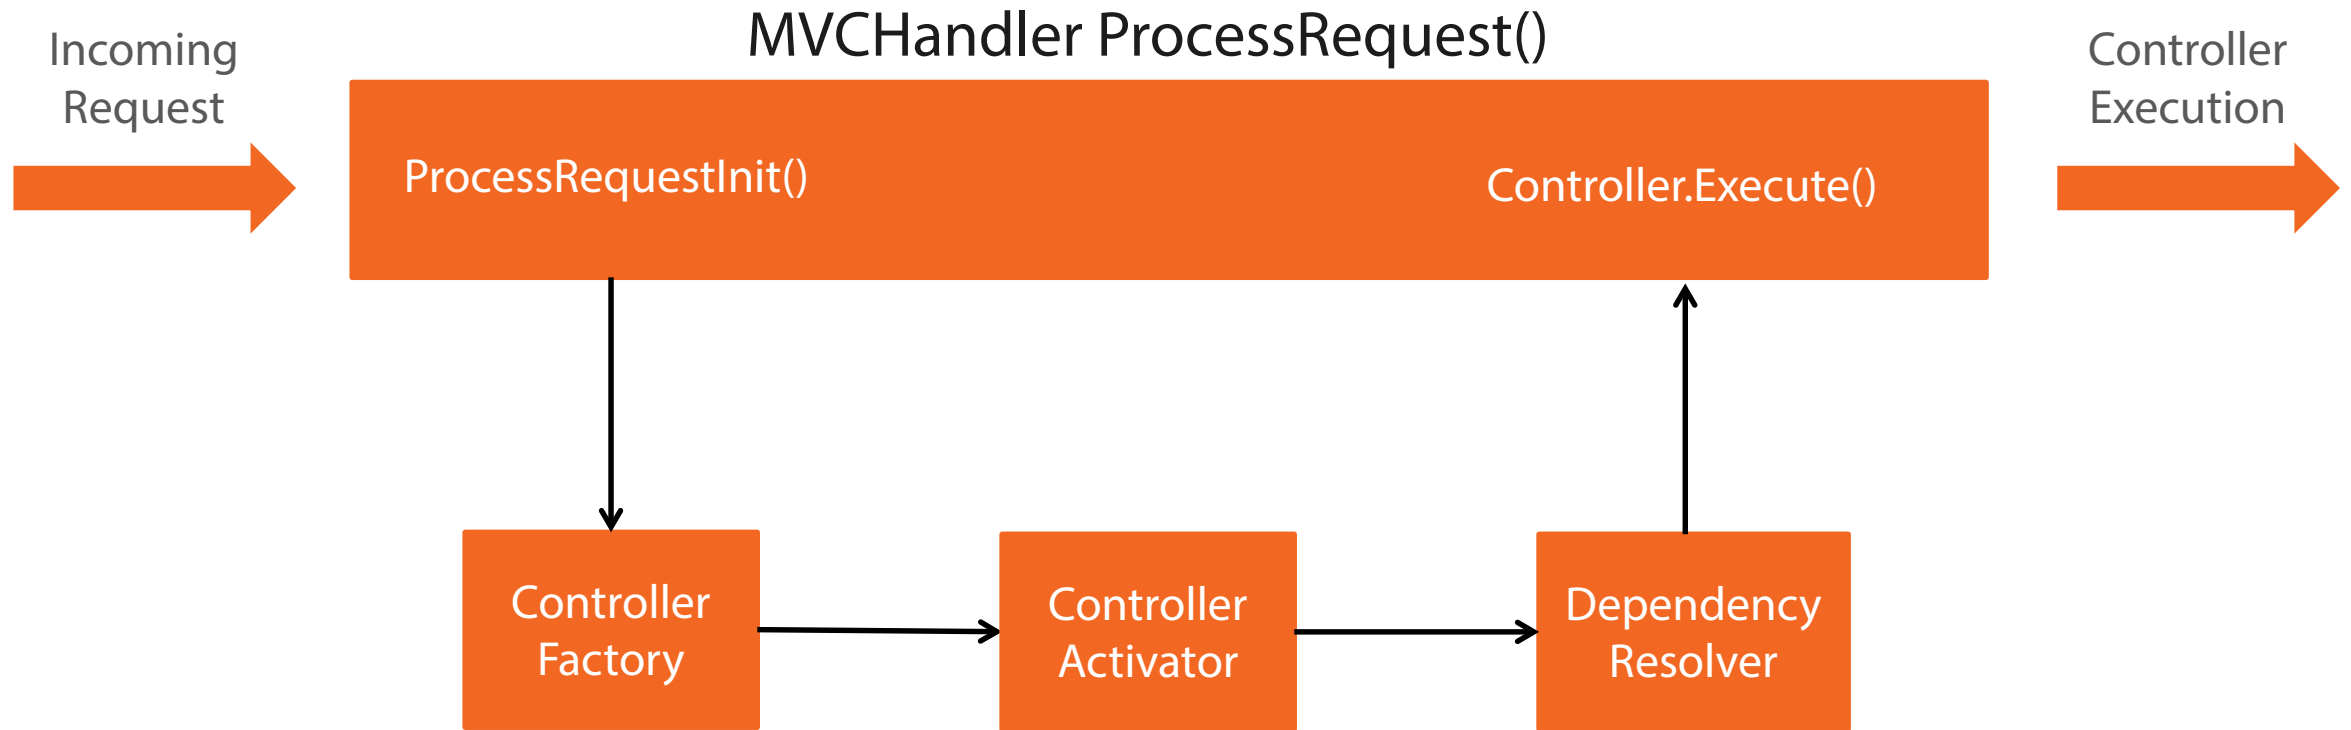 MVCHandler ProcessRequest()
Incoming
Request
ProcessRequestInit()
Controller.Execute()
Controller
Execution
Controller
Factory
Controller
Activator
Dependency
Resolver